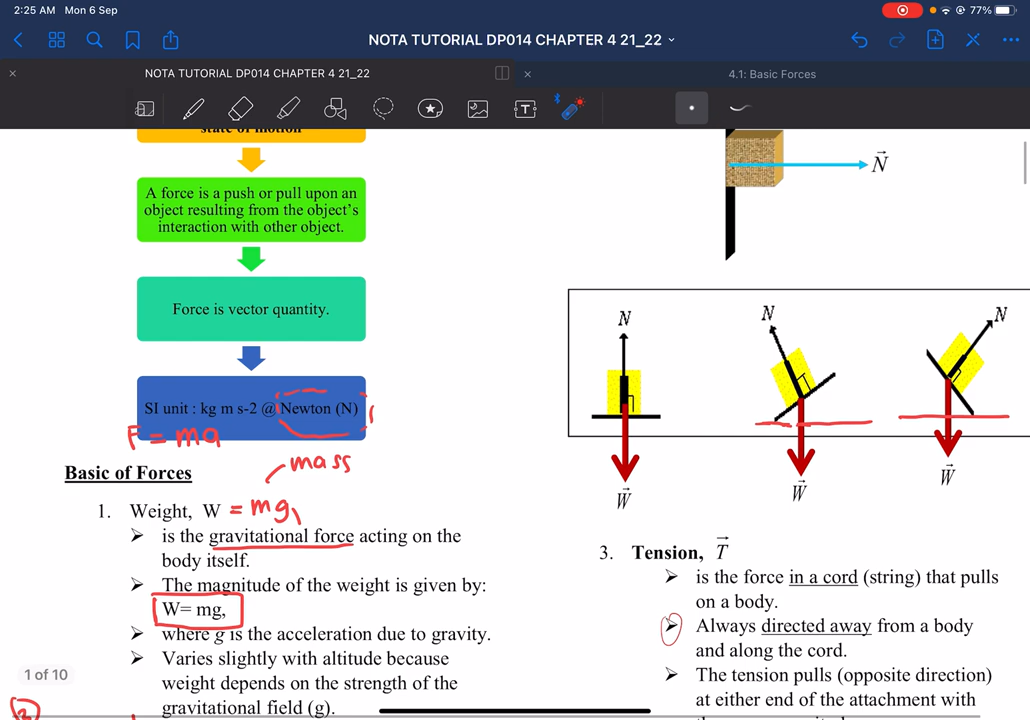 2:25 AM Mon 6 Sep
77%
NOTA TUTORIAL DP014 CHAPTER 4 21_22
NOTA TUTORIAL DP014 CHAPTER 4 21_22
4.1: Basic Forces
state of motion
A force is a push or pull upon an
object resulting from the object's
interaction with other object.
Force is vector quantity.
SI unit : kg m s-2 @ Newton (N)
F = ma
mass
Basic of Forces
1. Weight, W = mg
➢ is the gravitational force acting on the
body itself.
➢ The magnitude of the weight is given by:
W= mg,
➢ where g is the acceleration due to gravity.
➢ Varies slightly with altitude because
weight depends on the strength of the
gravitational field (g).
1 of 10
2
N
N
N
N
W
W
W
3. Tension, T
➢ is the force in a cord (string) that pulls
on a body.
➢ Always directed away from a body
and along the cord.
➢ The tension pulls (opposite direction)
at either end of the attachment with